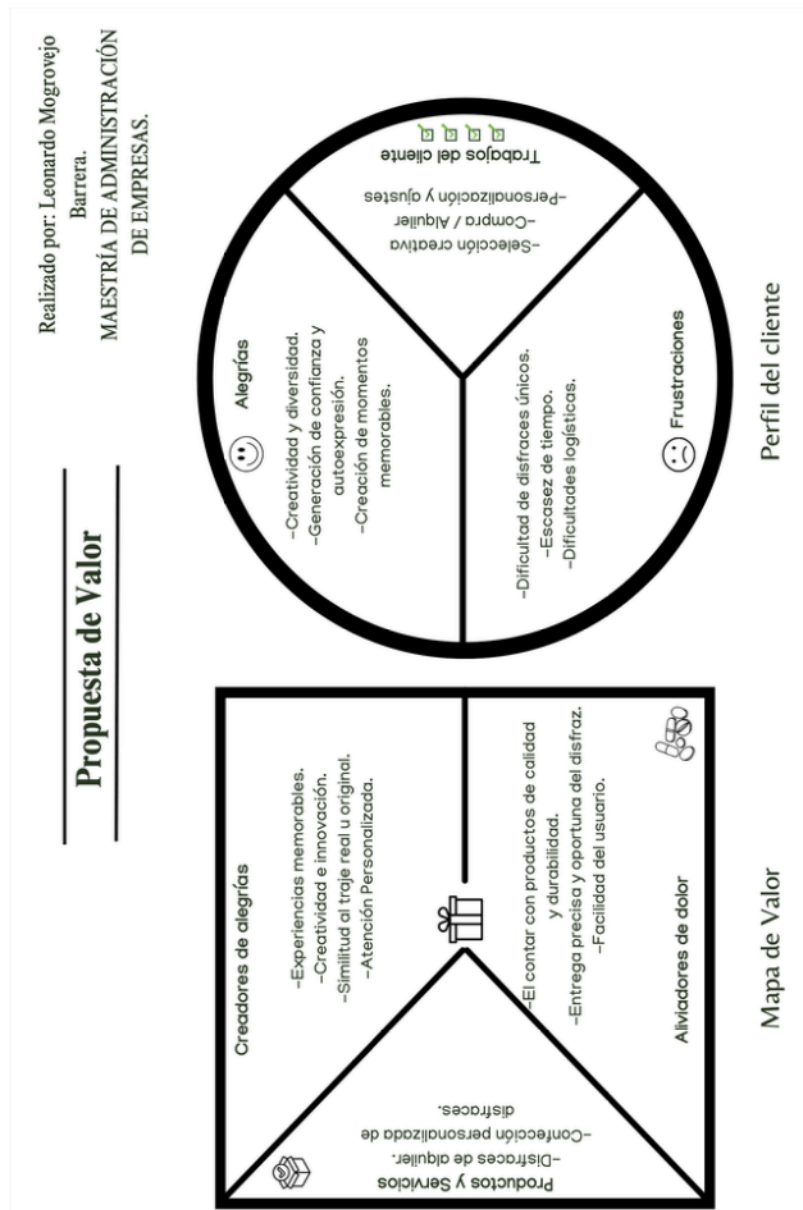 Propuesta de Valor
Realizado por: Leonardo Mogrovejo
Barrera.
MAESTRÍA DE ADMINISTRACIÓN
DE EMPRESAS.
Creadores de alegrías
-Experiencias memorables.
-Creatividad e innovación.
-Similitud al traje real u original.
-Atención Personalizada.
Productos y Servicios
-Disfraces de alquiler.
-Confección personalizada de
disfraces.
-El contar con productos de calidad
y durabilidad.
-Entrega precisa y oportuna del disfraz.
-Facilidad del usuario.
Aliviadores de dolor
Mapa de Valor
Alegrías
-Creatividad y diversidad.
-Generación de confianza y
autoexpresión.
-Creación de momentos
memorables.
Trabajos del cliente
-Personalización y ajustes
-Compra / Alquiler
-Selección creativa
-Dificultad de disfraces únicos.
-Escasez de tiempo.
-Dificultades logísticas.
Frustraciones
Perfil del cliente